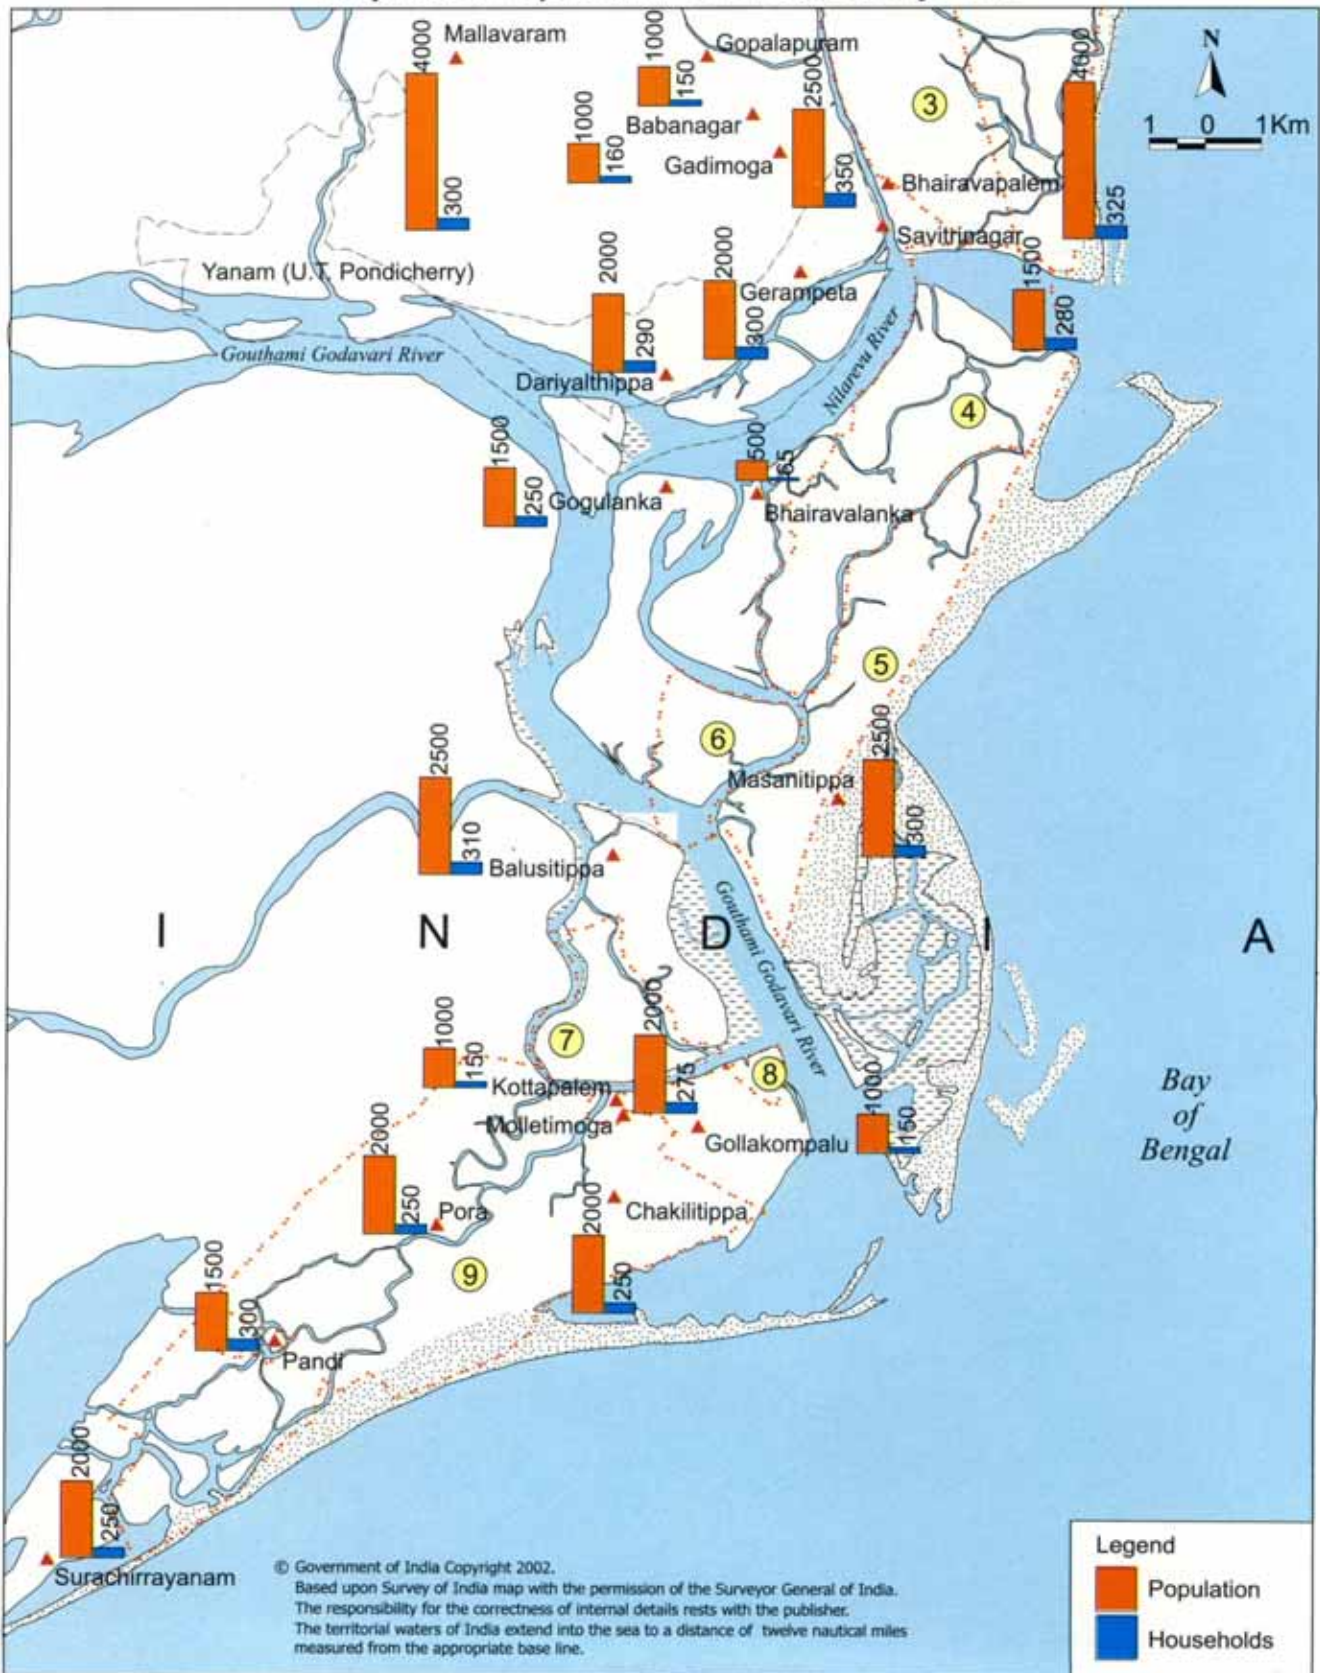 Mallavaram
4000
300
1000
150
Gopalapuram
Babanagar
1000
160
Gadimoga
2500
350
3
Bhairavapalem
Savitrinagar
4000
325
N
1 0 1Km
Yanam (U.T. Pondicherry)
Gouthami Godavari River
2000
290
2000
300
Gerampeta
Nilarevu River
1500
280
Dariyalthippa
4
1500
250
Gogulanka
500
65
Bhairavalanka
5
6
Masanitippa
2500
300
2500
310
Balusitippa
I N D I A
Gouthami Godavari River
7
2000
275
8
1000
150
Kottapalem
Molletimoga
Gollakompalu
1000
150
Bay
of
Bengal
2000
250
Pora
Chakilitippa
2000
250
9
1500
300
Pandi
2000
250
Surachirrayanam
© Government of India Copyright 2002.
Based upon Survey of India map with the permission of the Surveyor General of India.
The responsibility for the correctness of internal details rests with the publisher.
The territorial waters of India extend into the sea to a distance of twelve nautical miles
measured from the appropriate base line.
Legend
Population
Households